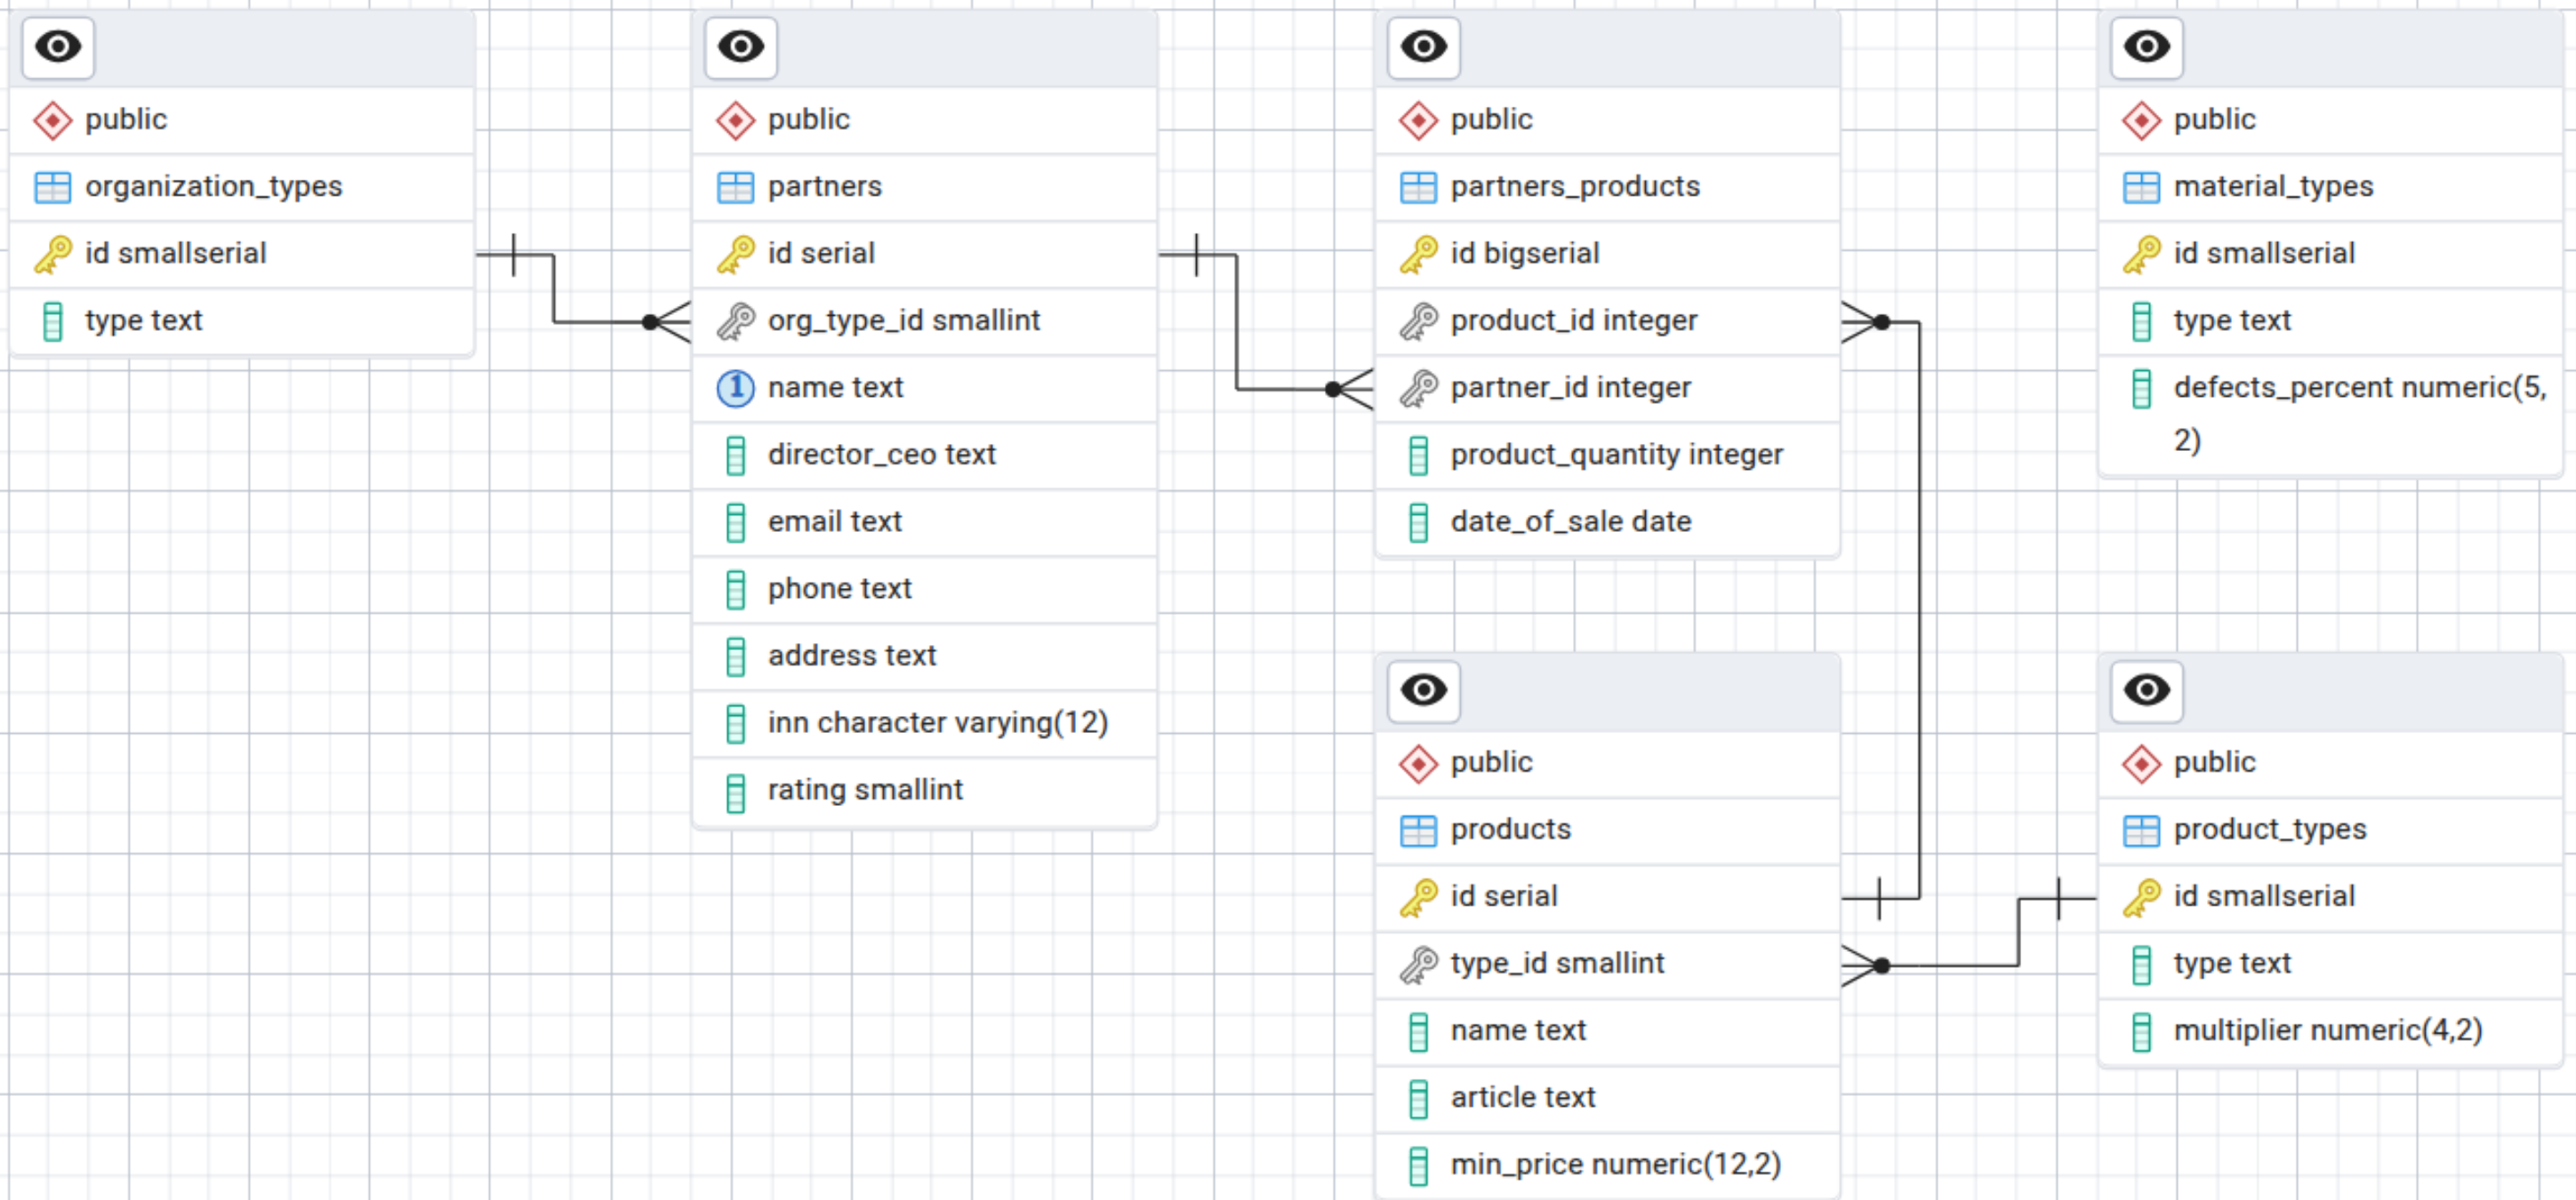 public
organization_types
id smallserial
type text
public
partners
id serial
org_type_id smallint
1 name text
director_ceo text
email text
phone text
address text
inn character varying(12)
rating smallint
public
partners_products
id bigserial
product_id integer
partner_id integer
product_quantity integer
date_of_sale date
public
material_types
id smallserial
type text
defects_percent numeric(5,
2)
public
products
id serial
type_id smallint
name text
article text
min_price numeric(12,2)
public
product_types
id smallserial
type text
multiplier numeric(4,2)